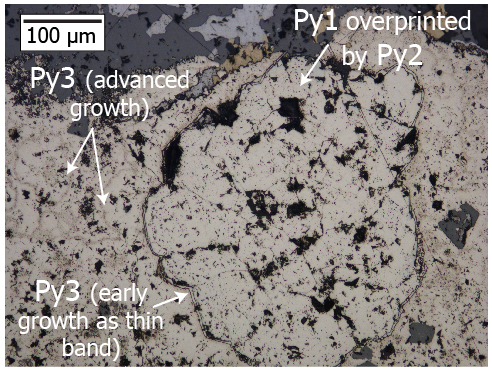 100 µm
Py1 overprinted
by Py2
Py3 (advanced
growth)
Py3 (early
growth as thin
band)